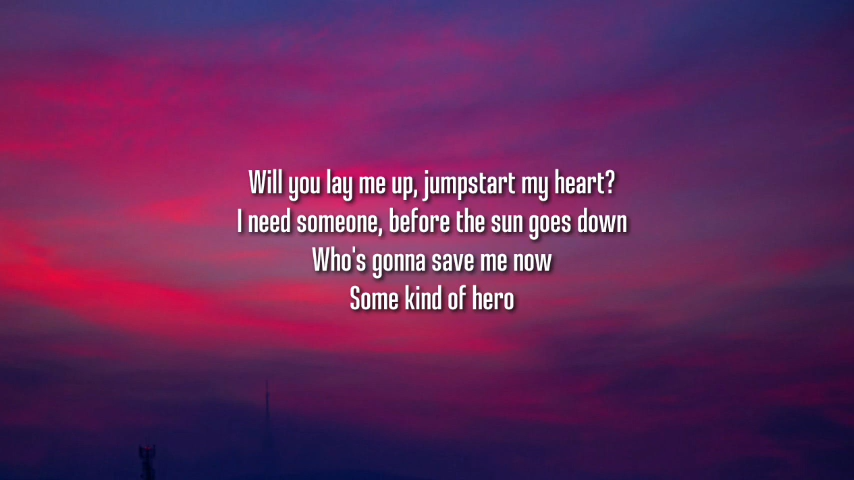 Will you lay me up, jumpstart my heart?
I need someone, before the sun goes down
Who's gonna save me now
Some kind of hero